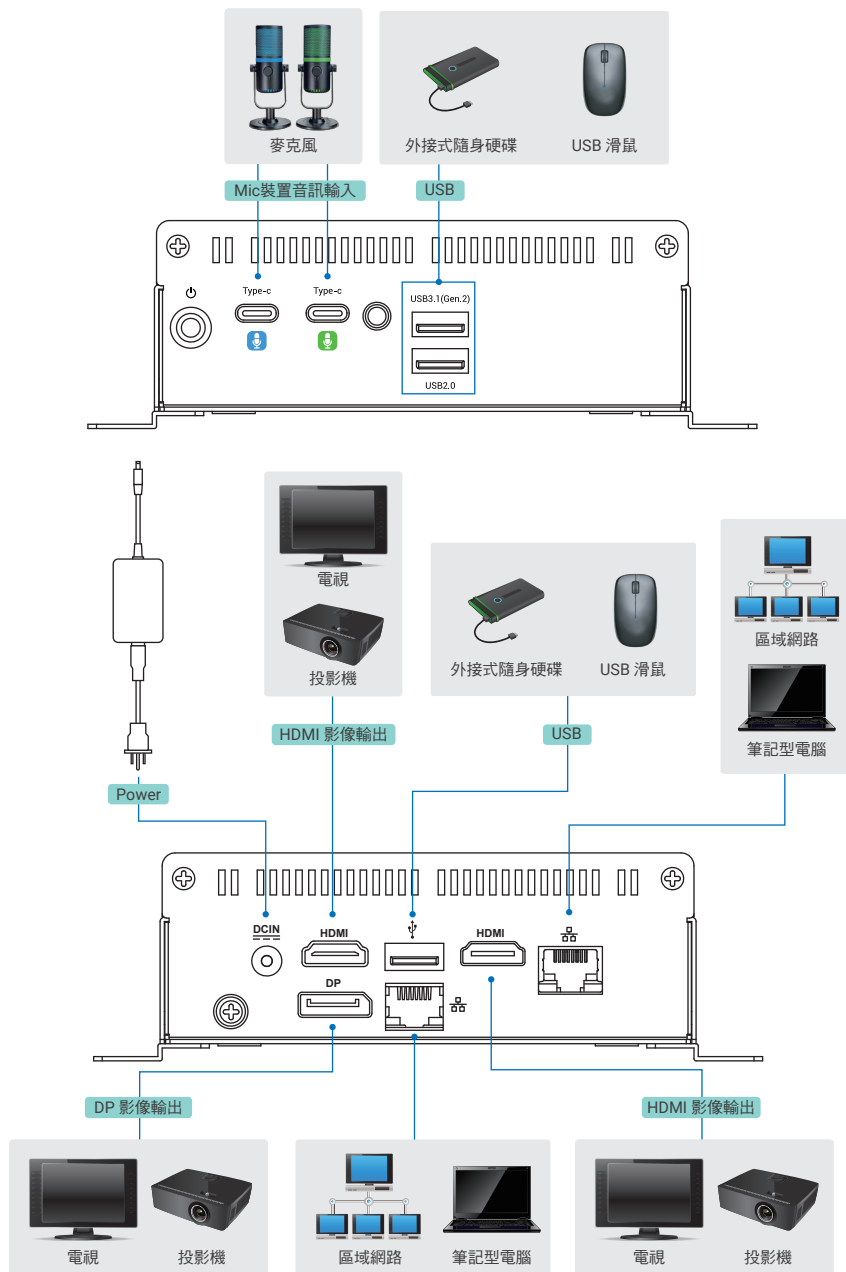 麥克風
外接式隨身硬碟
USB 滑鼠
Mic裝置音訊輸入
USB
Type-c
Type-c
USB3.1(Gen.2)
USB2.0
電視
投影機
外接式隨身硬碟
USB 滑鼠
區域網路
筆記型電腦
HDMI 影像輸出
USB
Power
DCIN
HDMI
HDMI
DP
DP 影像輸出
HDMI 影像輸出
電視
投影機
區域網路
筆記型電腦
電視
投影機